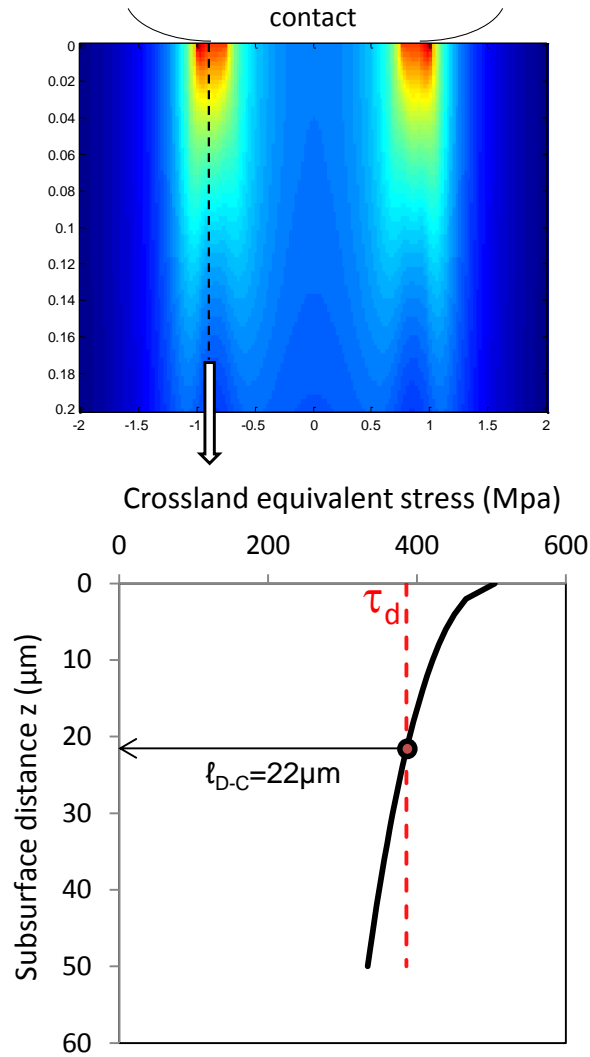 contact
0
0.02
0.04
0.06
0.08
0.1
0.12
0.14
0.16
0.18
0.2
-2 -1.5 -1 -0.5 0 0.5 1 1.5 2
Crossland equivalent stress (Mpa)
0 200 400 600
Subsurface distance z (µm)
0
10
20
30
40
50
60
τd
ℓD-C=22µm